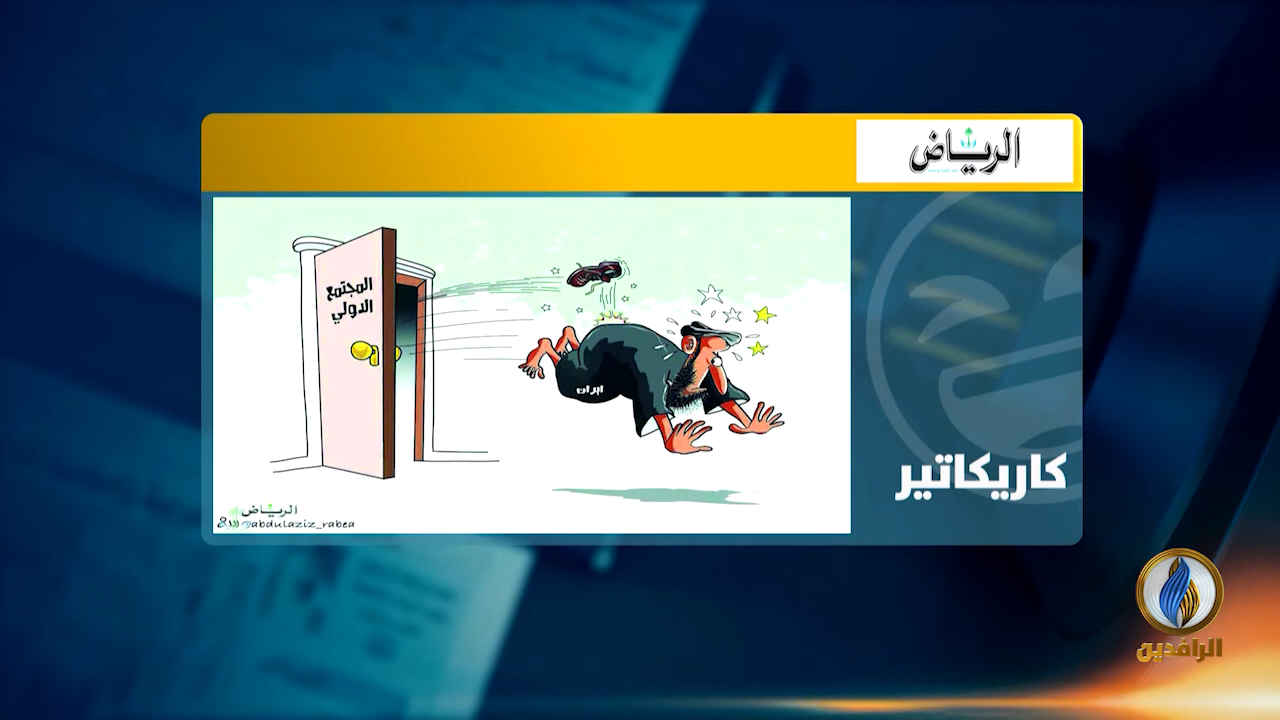 الرياض
المجتمع
الدولي
ايران
كاريكاتير
الرياض
@abdulaziz_rabea
الرافدين